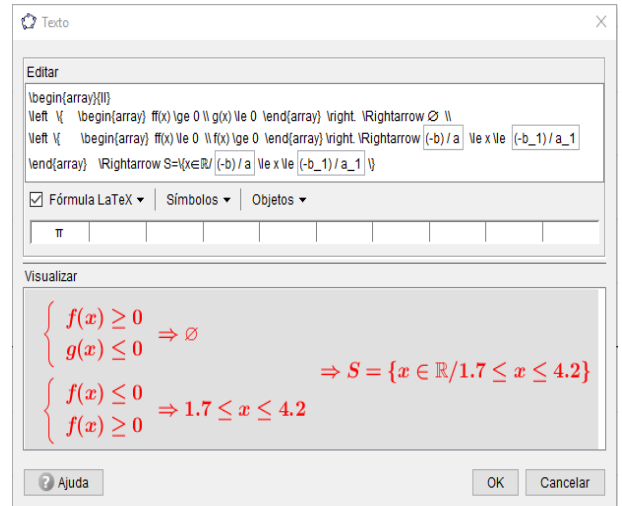 Texto
Editar
\begin{array}{ll}
\left \{ \begin{array} ff(x) \ge 0 \\ g(x) \le 0 \end{array} \right. \Rightarrow ∅ \\
\left \{ \begin{array} ff(x) \le 0 \\ f(x) \ge 0 \end{array} \right. \Rightarrow (-b) / a \le x \le (-b_1) / a_1
\end{array} \Rightarrow S=\{x∈ℝ/ (-b) / a \le x \le (-b_1) / a_1 \}
Fórmula LaTeX Símbolos Objetos
π
Visualizar
f(x) ≥ 0
g(x) ≤ 0
⇒ ∅
f(x) ≤ 0
f(x) ≥ 0
⇒ 1.7 ≤ x ≤ 4.2
⇒ S = {x ∈ ℝ/1.7 ≤ x ≤ 4.2}
Ajuda OK Cancelar